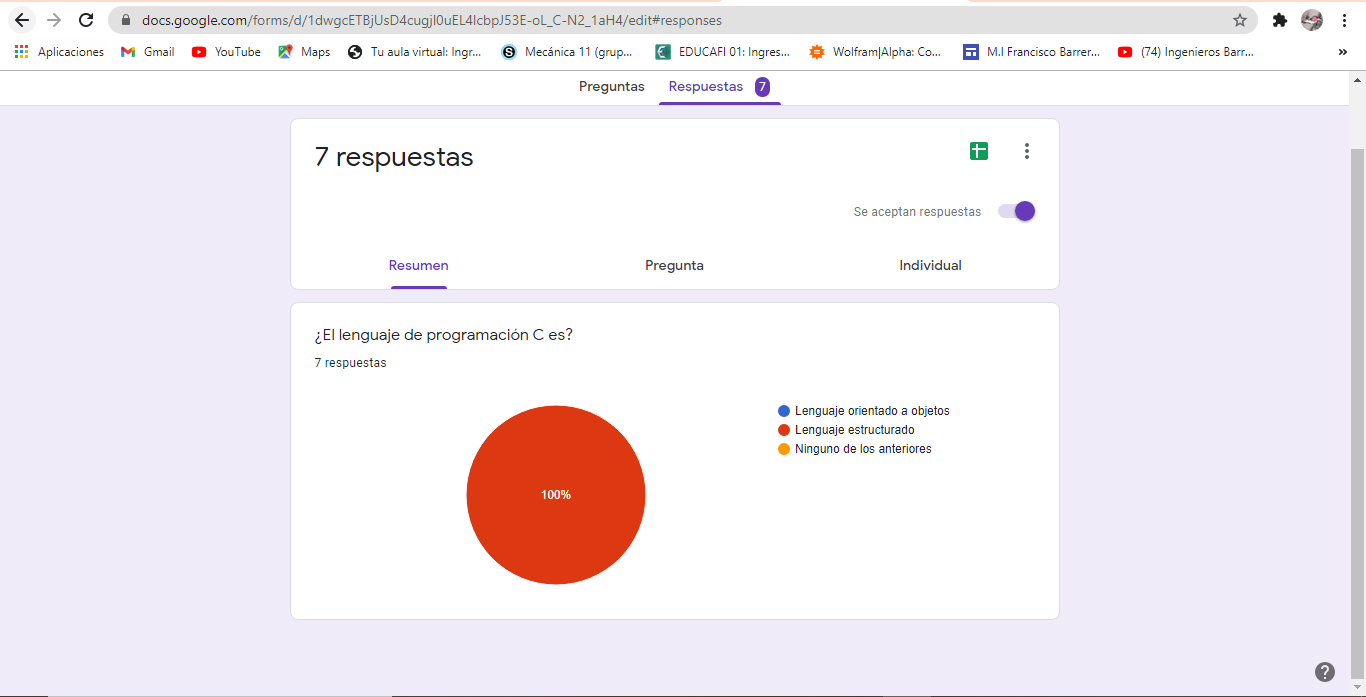 docs.google.com/forms/d/1dwgcETBjUsD4cugjI0uEL4IcbpJ53E-oL_C-N2_1aH4/edit#responses
Aplicaciones Gmail YouTube Maps Tu aula virtual: Ingr... Mecánica 11 (grup... EDUCAFI 01: Ingres... Wolfram|Alpha: Co... M.I Francisco Barrer... (74) Ingenieros Barr... »
Preguntas Respuestas 7
7 respuestas
Se aceptan respuestas
Resumen Pregunta Individual
¿El lenguaje de programación C es?
7 respuestas
Lenguaje orientado a objetos
Lenguaje estructurado
Ninguno de los anteriores
100%